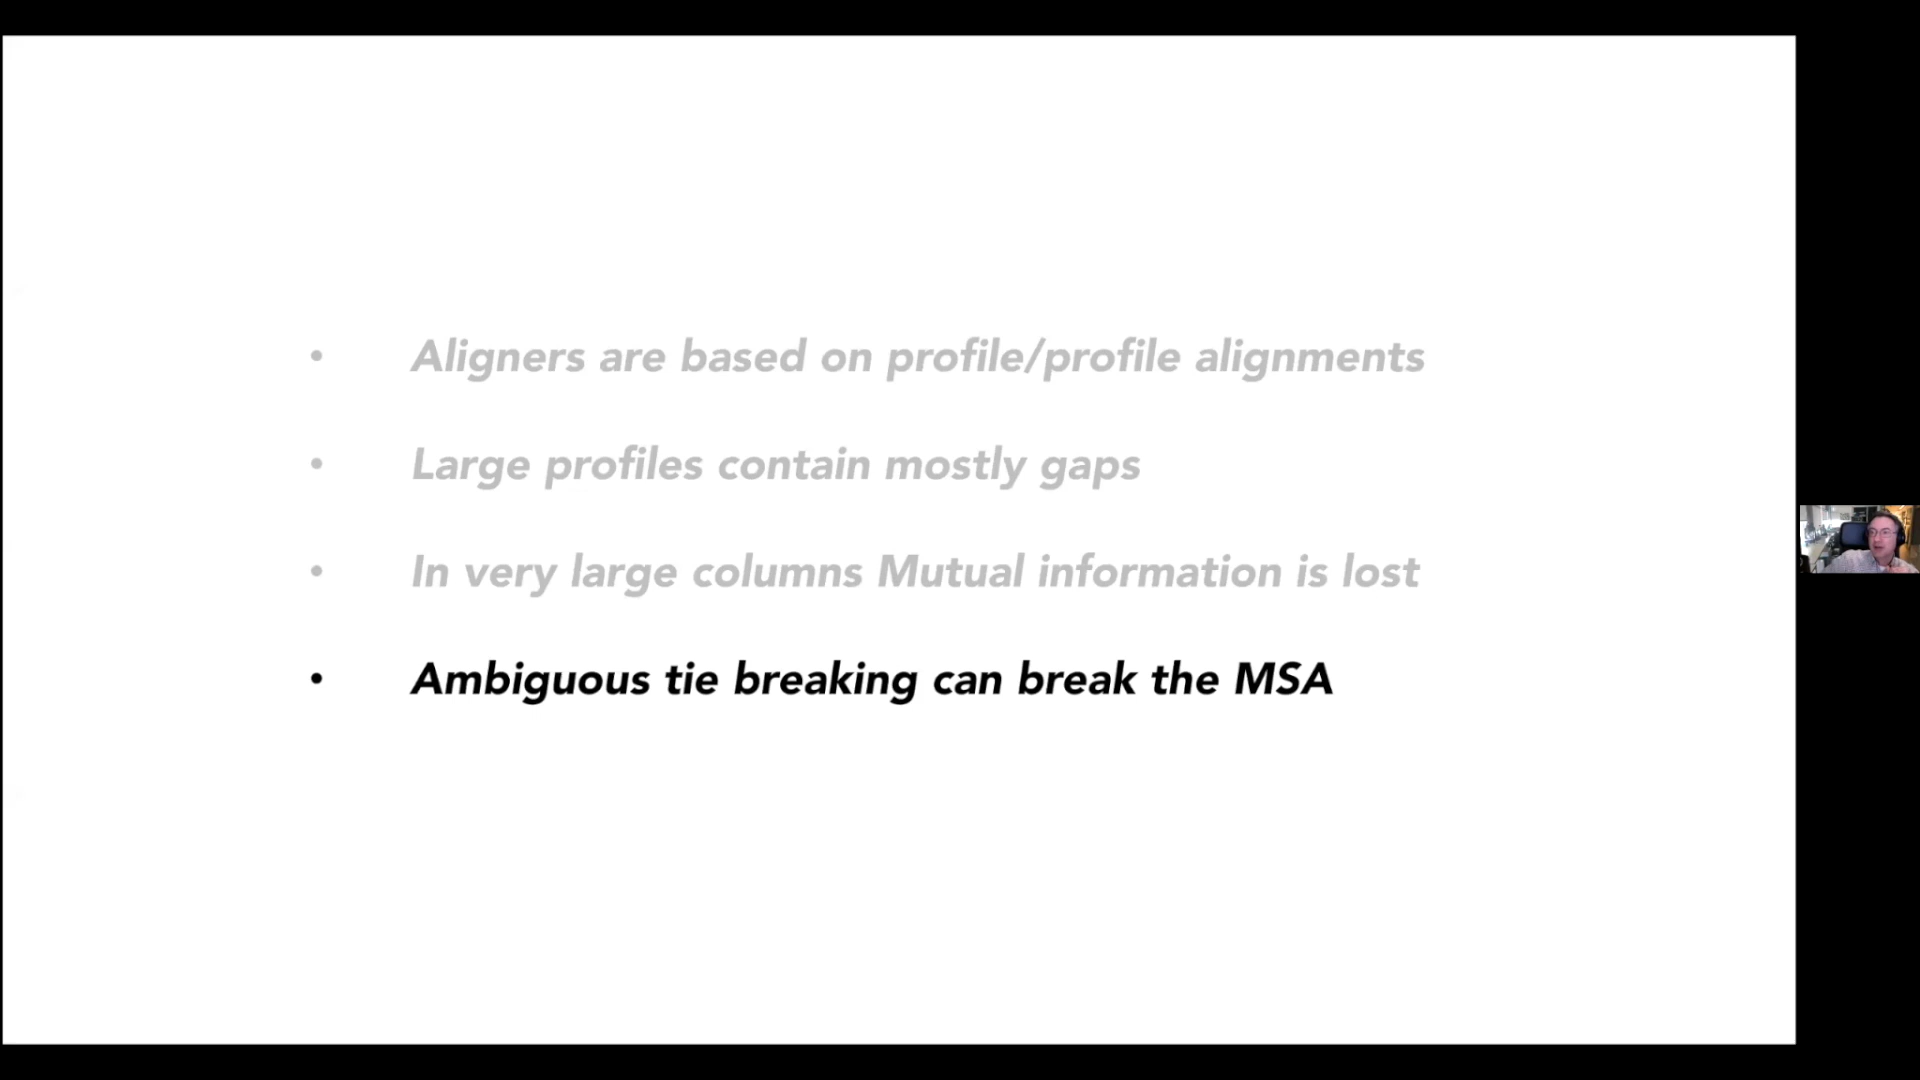 • Aligners are based on profile/profile alignments
• Large profiles contain mostly gaps
• In very large columns Mutual information is lost
• Ambiguous tie breaking can break the MSA